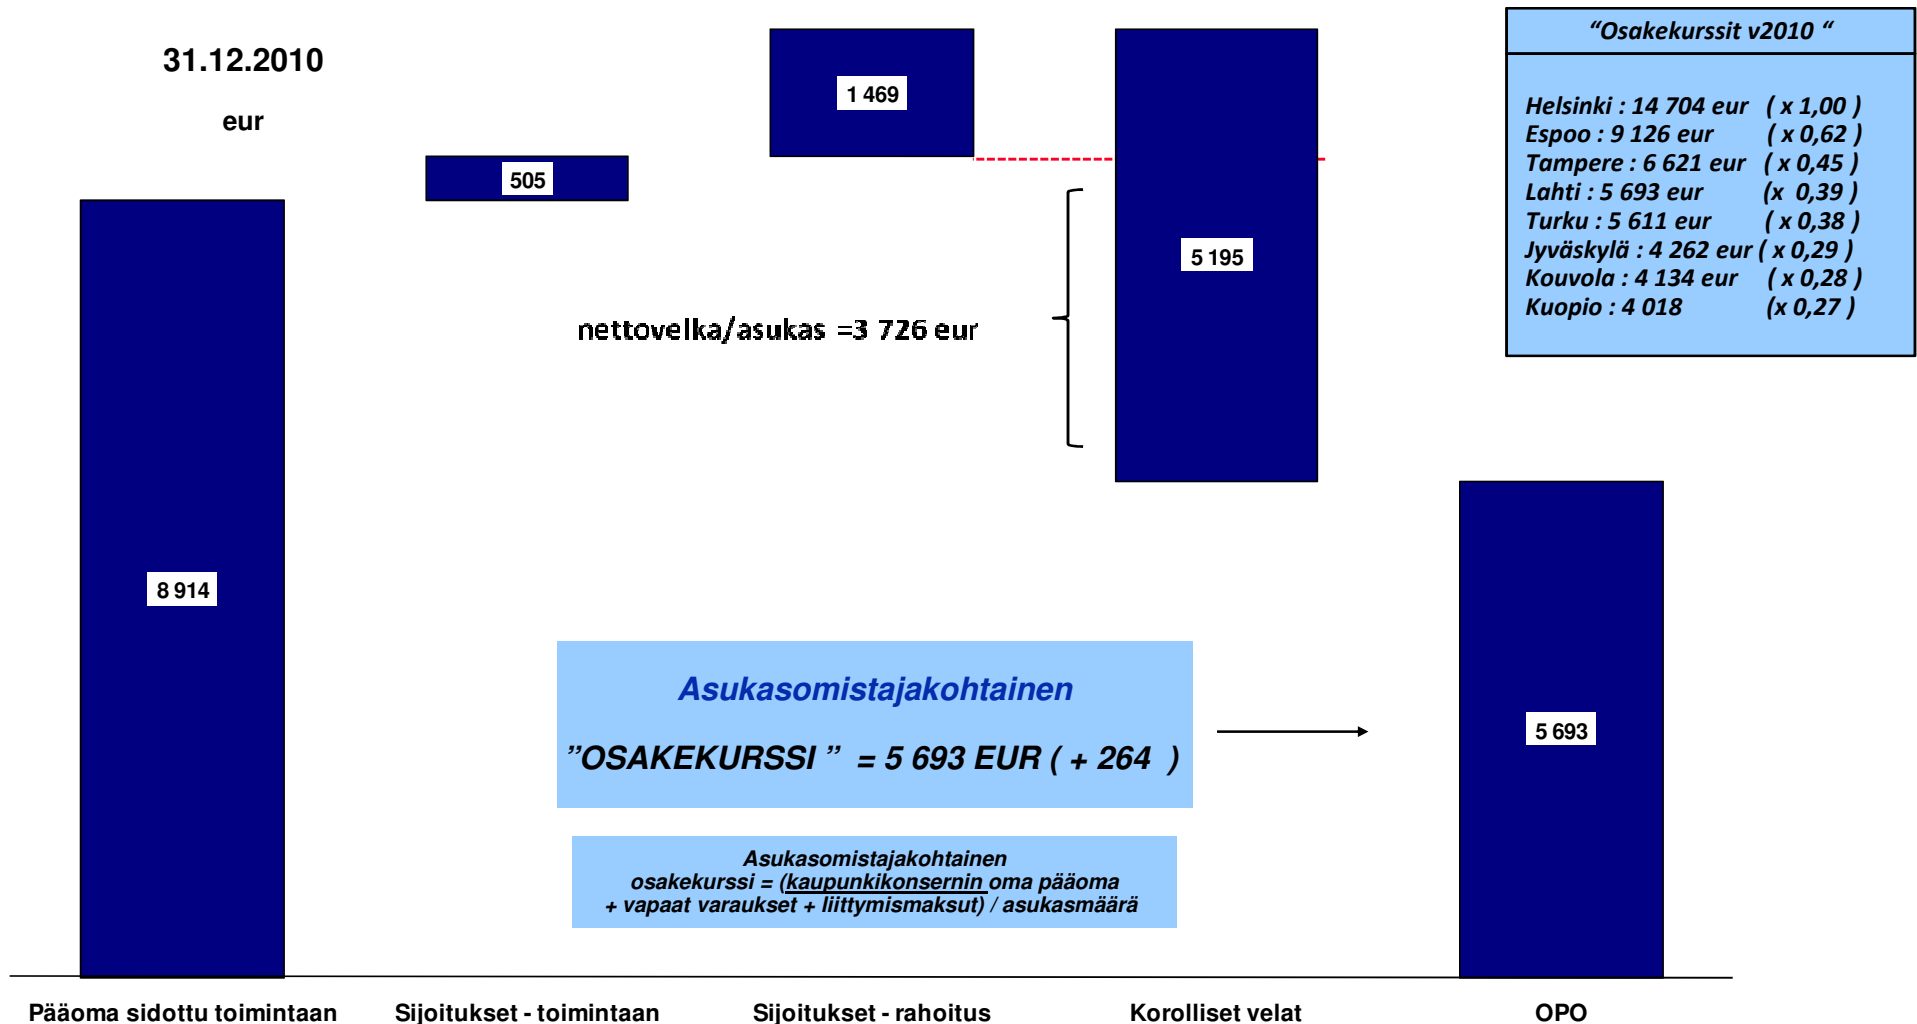 31.12.2010
eur
1 469
505
5 195
8 914
5 693
nettovelka/asukas =3 726 eur
“Osakekurssit v2010 “
Helsinki : 14 704 eur ( x 1,00 )
Espoo : 9 126 eur ( x 0,62 )
Tampere : 6 621 eur ( x 0,45 )
Lahti : 5 693 eur (x 0,39 )
Turku : 5 611 eur ( x 0,38 )
Jyväskylä : 4 262 eur ( x 0,29 )
Kouvola : 4 134 eur ( x 0,28 )
Kuopio : 4 018 (x 0,27 )
Asukasomistajakohtainen
”OSAKEKURSSI ” = 5 693 EUR ( + 264 )
Asukasomistajakohtainen
osakekurssi = (kaupunkikonsernin oma pääoma
+ vapaat varaukset + liittymismaksut) / asukasmäärä
Pääoma sidottu toimintaan
Sijoitukset - toimintaan
Sijoitukset - rahoitus
Korolliset velat
OPO